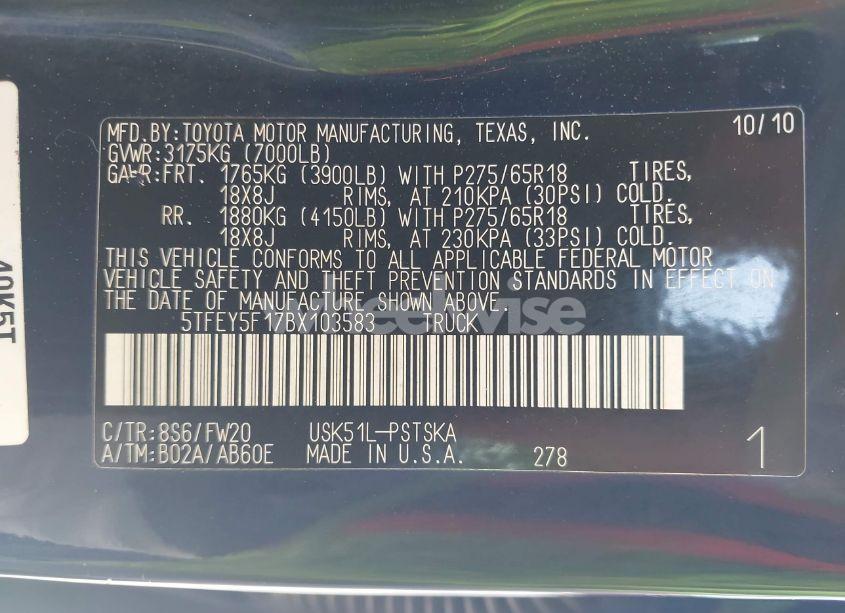 MFD.BY:TOYOTA MOTOR MANUFACTURING, TEXAS, INC. 10/10
GVWR:3175KG (7000LB)
GAWR:FRT. 1765KG (3900LB) WITH P275/65R18 TIRES,
18X8J RIMS, AT 210KPA (30PSI) COLD.
RR. 1880KG (4150LB) WITH P275/65R18 TIRES,
18X8J RIMS, AT 230KPA (33PSI) COLD.
THIS VEHICLE CONFORMS TO ALL APPLICABLE FEDERAL MOTOR
VEHICLE SAFETY AND THEFT PREVENTION STANDARDS IN EFFECT ON
THE DATE OF MANUFACTURE SHOWN ABOVE.
wheelwise
5TFEY5F17BX103583 TRUCK
C/TR:8S6/FW20 USK51L-PSTSKA
A/TM:B02A/AB60E MADE IN U.S.A. 278 1
40K5T